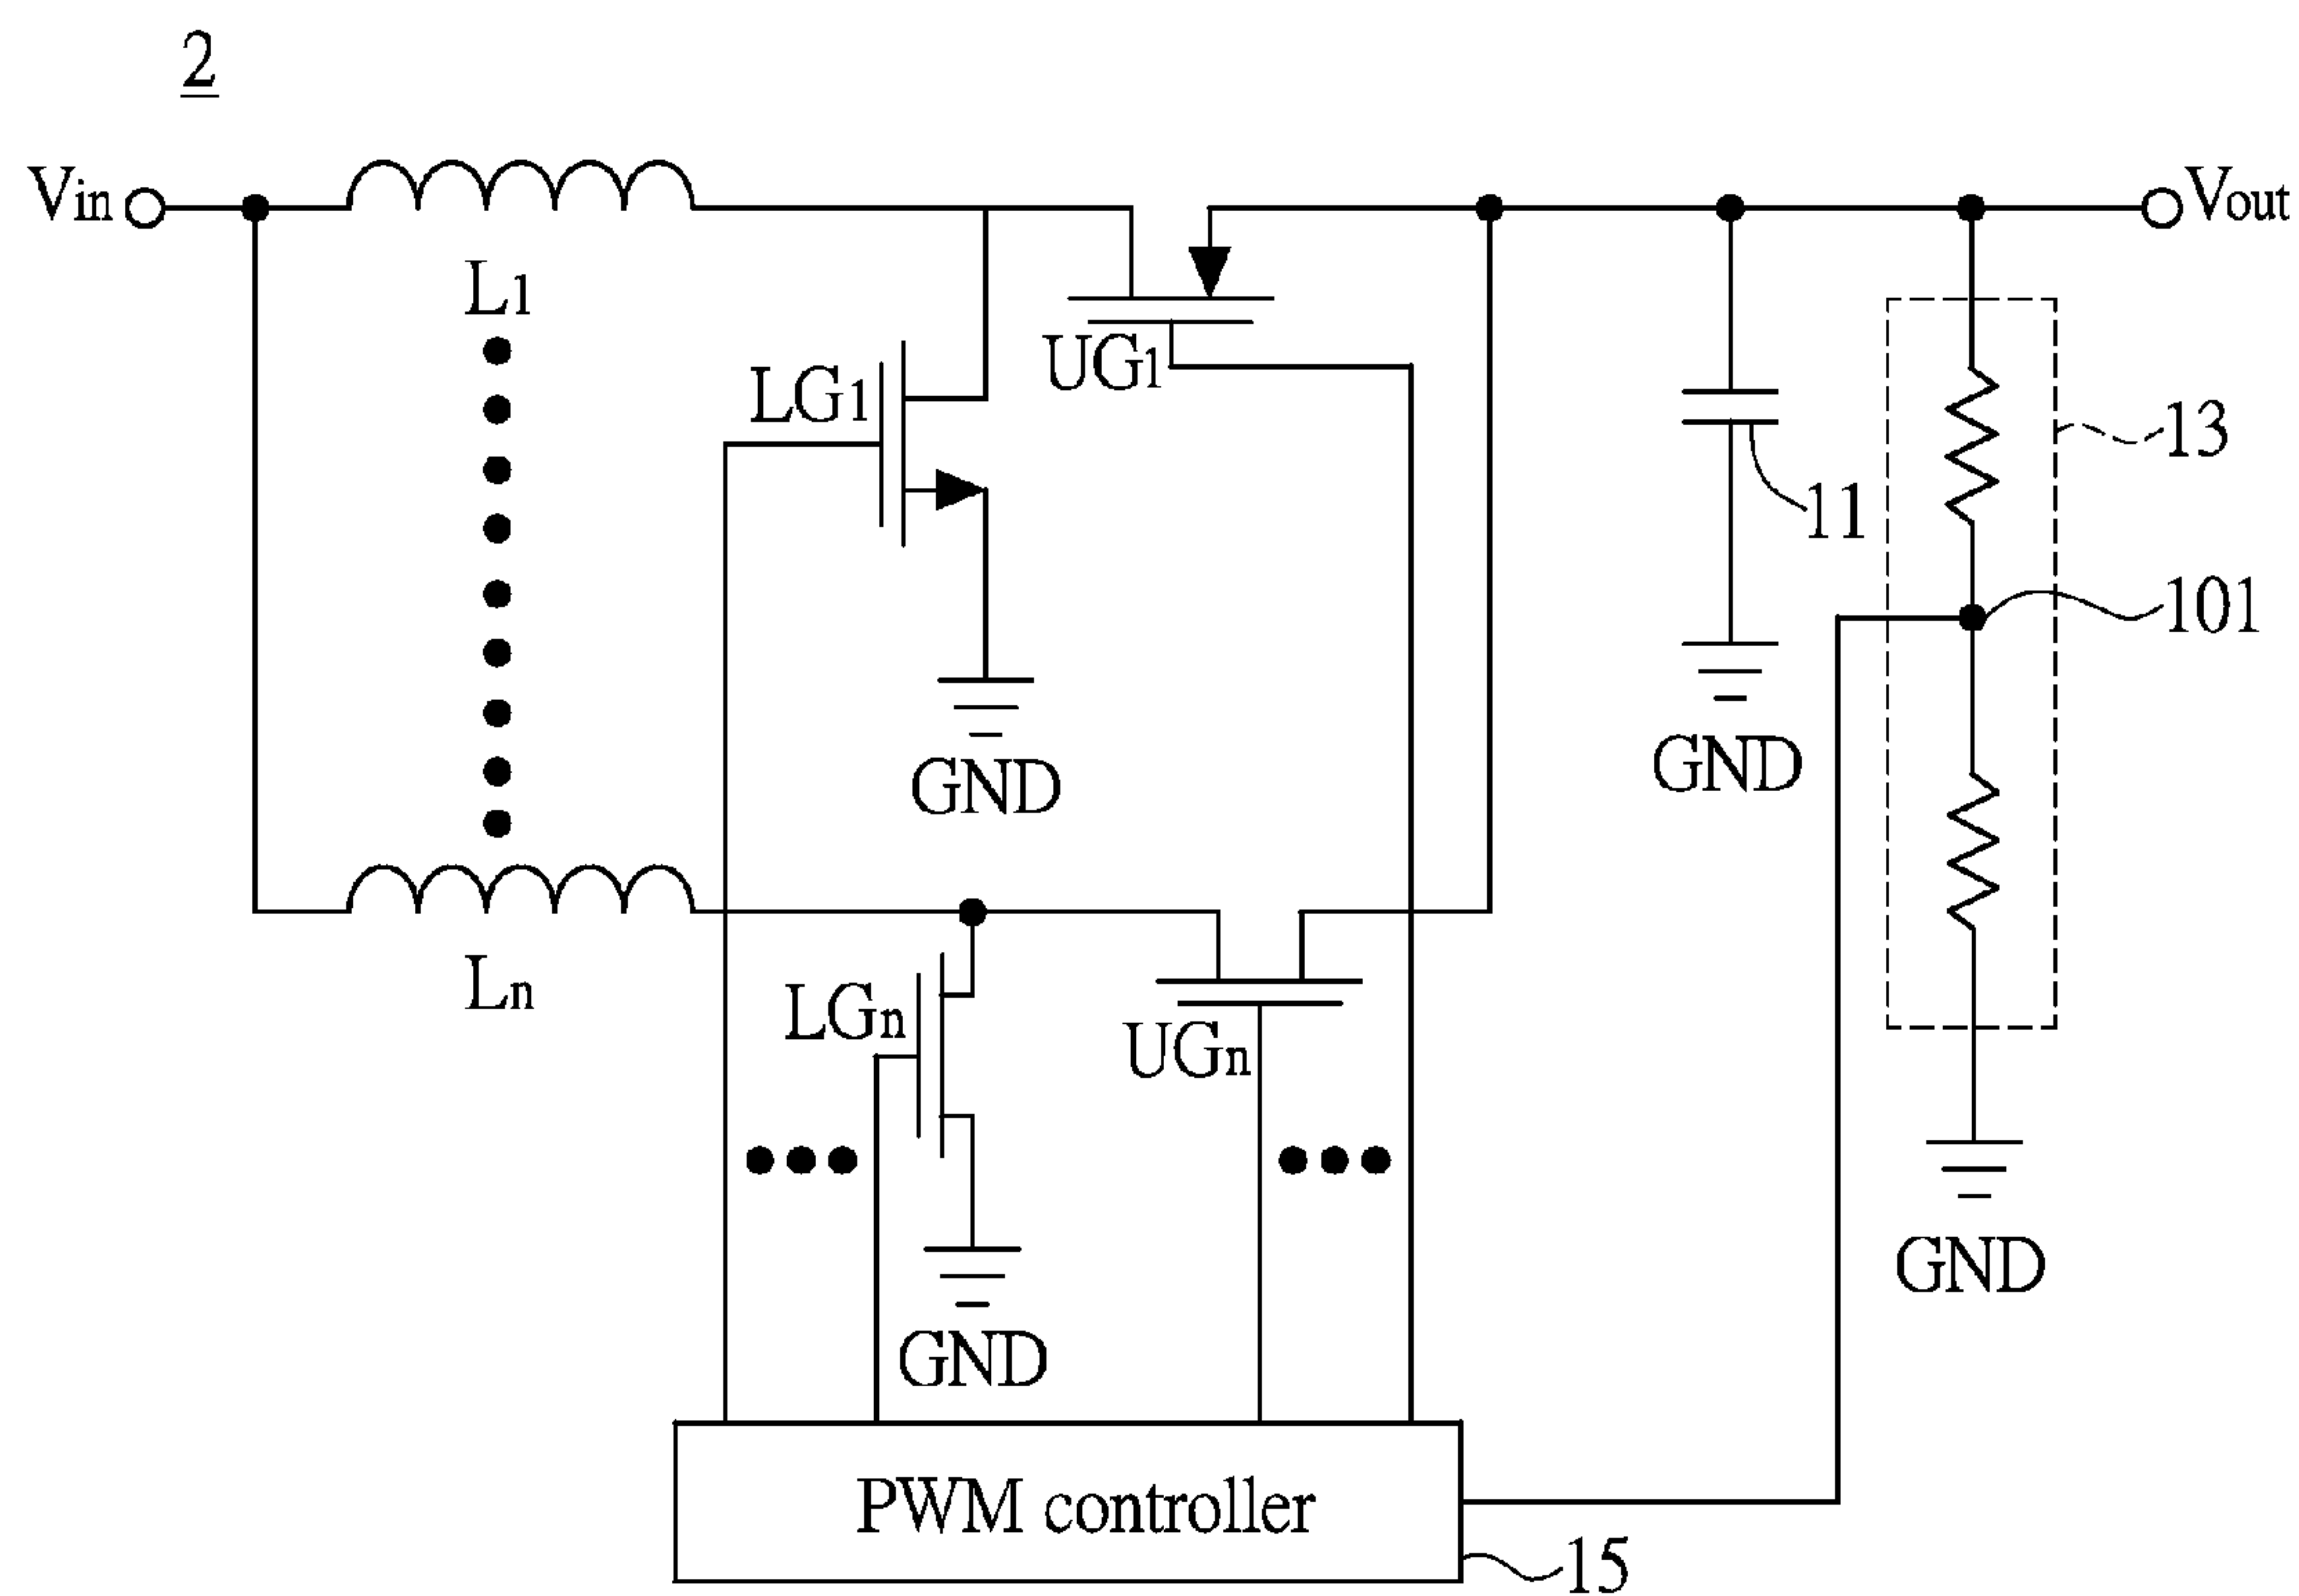 2
Vin
Vout
L1
UG1
LG1
13
11
101
GND
GND
Ln
LGn
UGn
GND
GND
PWM controller
15